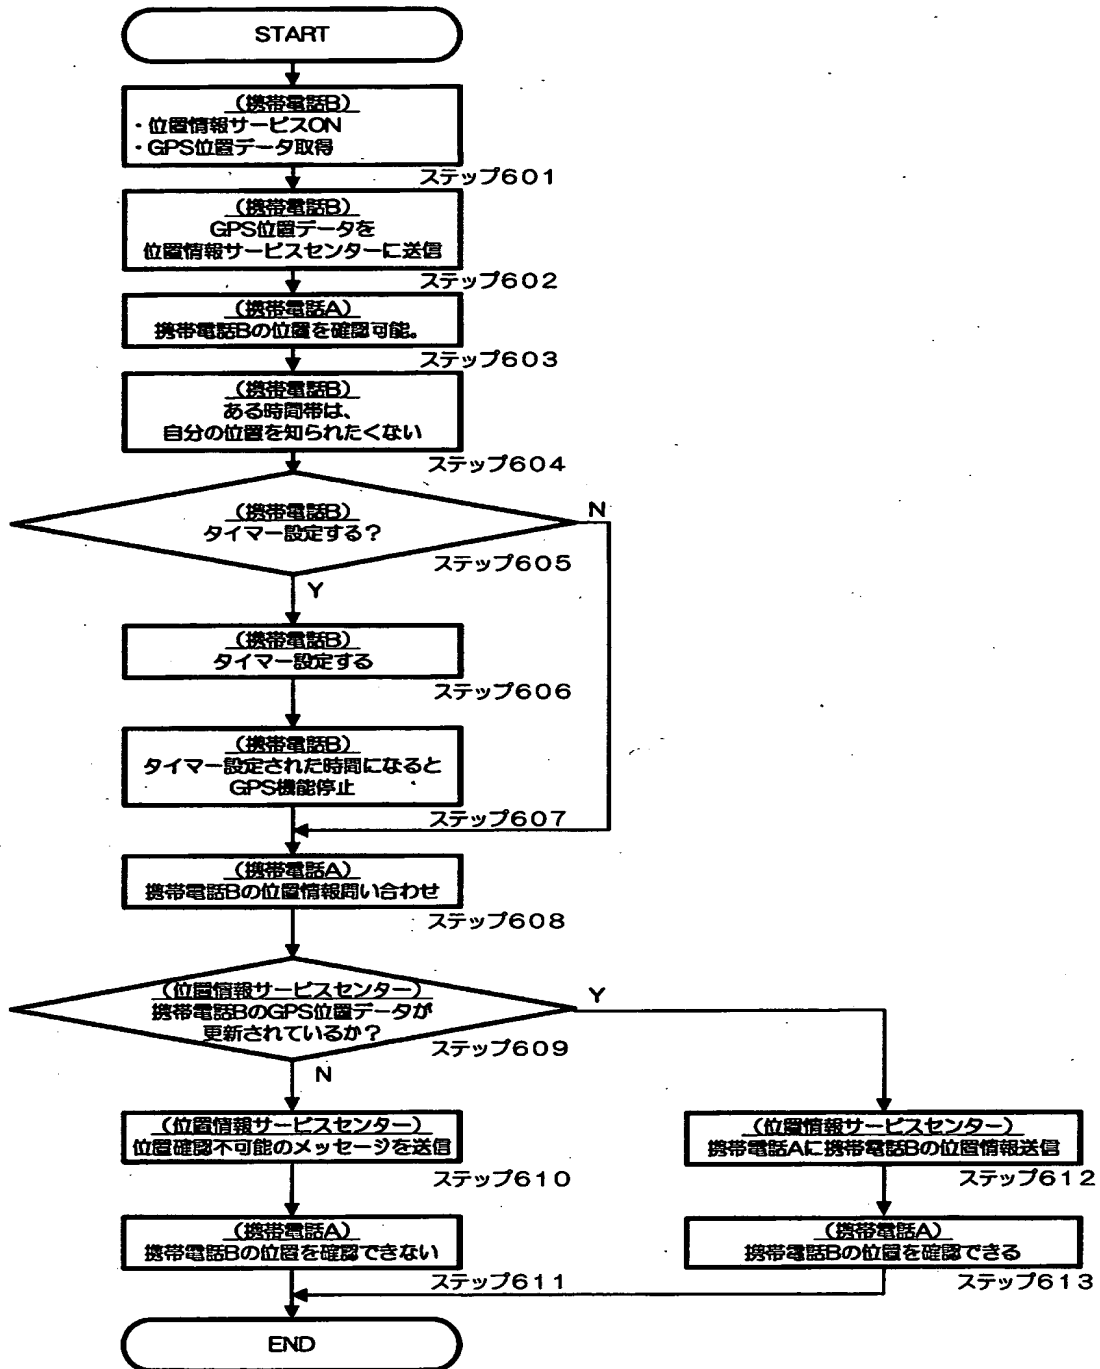 START
（携帯電話B）
・位置情報サービスON
・GPS位置データ取得
ステップ601
（携帯電話B）
GPS位置データを
位置情報サービスセンターに送信
ステップ602
（携帯電話A）
携帯電話Bの位置を確認可能。
ステップ603
（携帯電話B）
ある時間帯は、
自分の位置を知られたくない
ステップ604
（携帯電話B）
タイマー設定する？
N
ステップ605
Y
（携帯電話B）
タイマー設定する
ステップ606
（携帯電話B）
タイマー設定された時間になると
GPS機能停止
ステップ607
（携帯電話A）
携帯電話Bの位置情報問い合わせ
ステップ608
（位置情報サービスセンター）
携帯電話BのGPS位置データが
更新されているか？
Y
ステップ609
N
（位置情報サービスセンター）
位置確認不可能のメッセージを送信
ステップ610
（携帯電話A）
携帯電話Bの位置を確認できない
ステップ611
（位置情報サービスセンター）
携帯電話Aに携帯電話Bの位置情報送信
ステップ612
（携帯電話A）
携帯電話Bの位置を確認できる
ステップ613
END